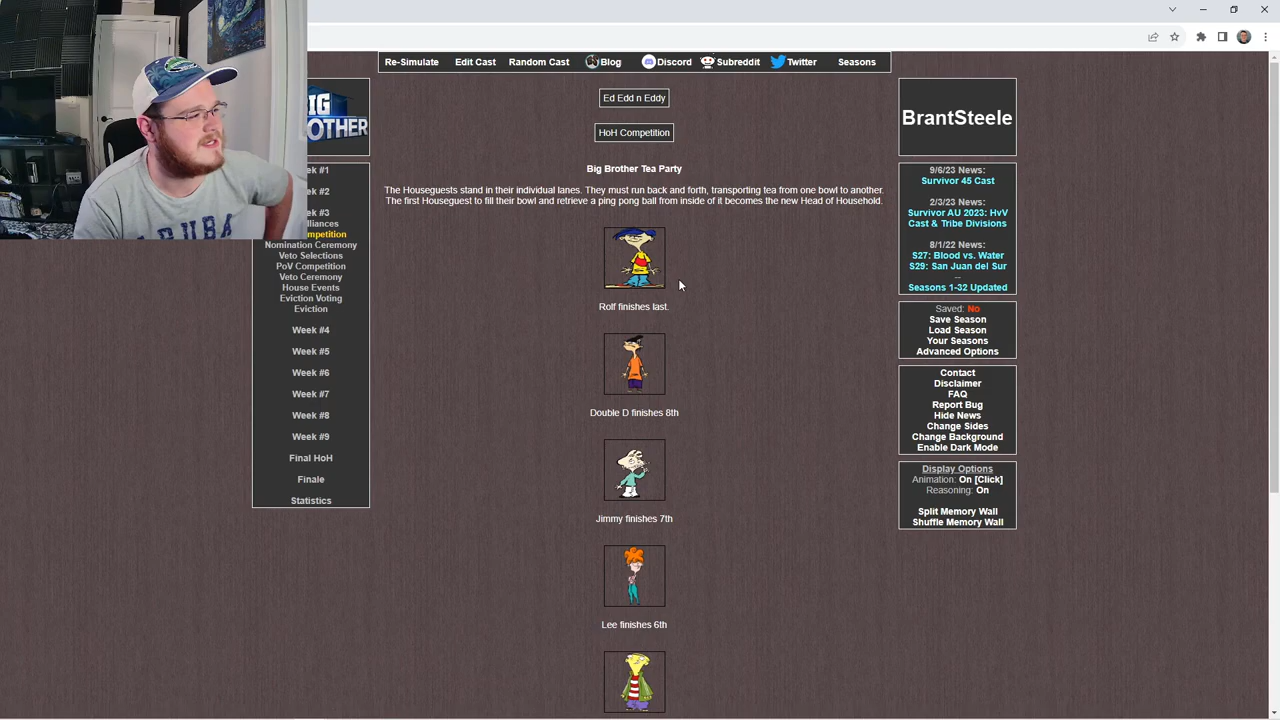 Re-Simulate Edit Cast Random Cast Blog Discord Subreddit Twitter Seasons
Ed Edd n Eddy
HoH Competition
Big Brother Tea Party
The Houseguests stand in their individual lanes. They must run back and forth, transporting tea from one bowl to another.
The first Houseguest to fill their bowl and retrieve a ping pong ball from inside of it becomes the new Head of Household.
Rolf finishes last.
Double D finishes 8th
Jimmy finishes 7th
Lee finishes 6th
#1
#2
#3
Nomination Ceremony
Veto Selections
PoV Competition
Veto Ceremony
House Events
Eviction Voting
Eviction
Week #4
Week #5
Week #6
Week #7
Week #8
Week #9
Final HoH
Finale
Statistics
BrantSteele
9/6/23 News:
Survivor 45 Cast
2/3/23 News:
Survivor AU 2023: HvV
Cast & Tribe Divisions
8/1/22 News:
S27: Blood vs. Water
S29: San Juan del Sur
...
Seasons 1-32 Updated
Saved: No
Save Season
Load Season
Your Seasons
Advanced Options
Contact
Disclaimer
FAQ
Report Bug
Hide News
Change Sides
Change Background
Enable Dark Mode
Display Options
Animation: On [Click]
Reasoning: On
Split Memory Wall
Shuffle Memory Wall